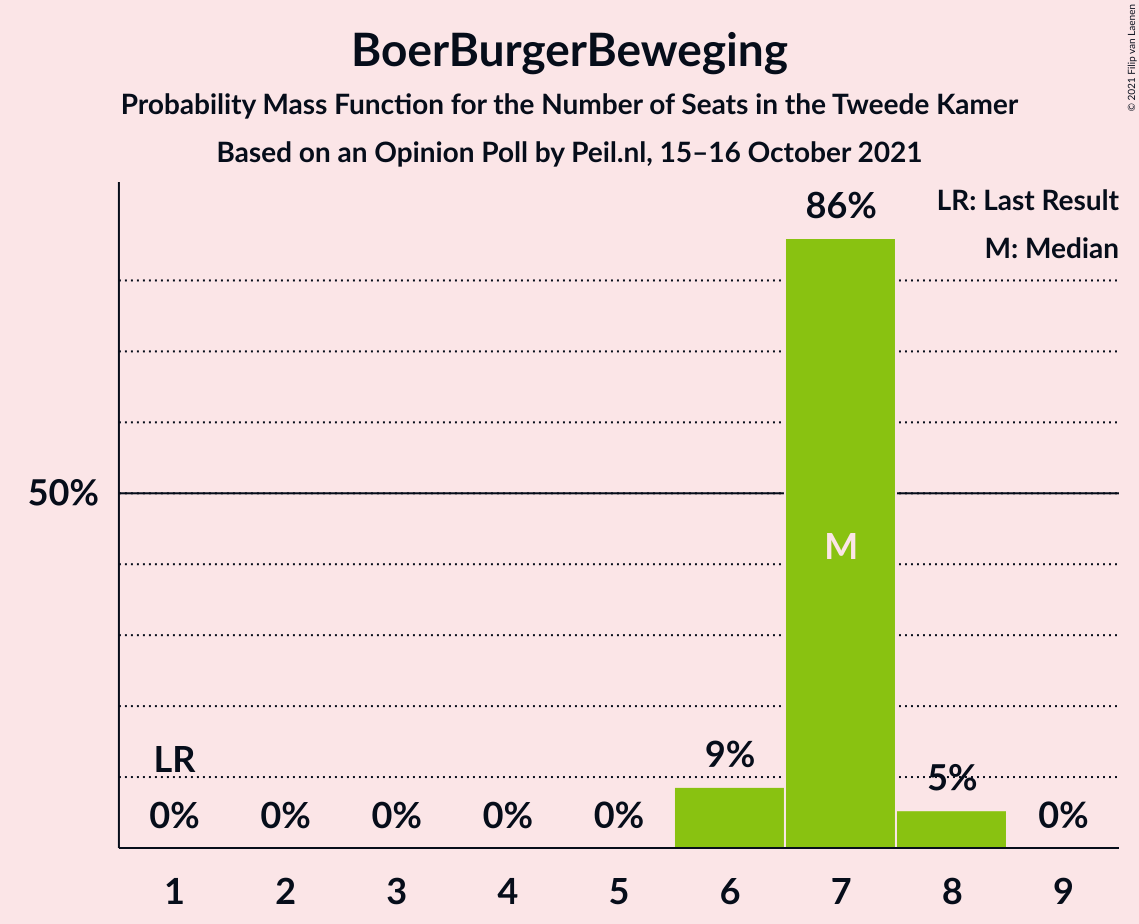 BoerBurgerBeweging
Probability Mass Function for the Number of Seats in the Tweede Kamer
Based on an Opinion Poll by Peil.nl, 15–16 October 2021
© 2021 Filip van Laenen
LR: Last Result
M: Median
86%
50%
M
LR
9%
5%
0% 0% 0% 0% 0% 0%
1 2 3 4 5 6 7 8 9